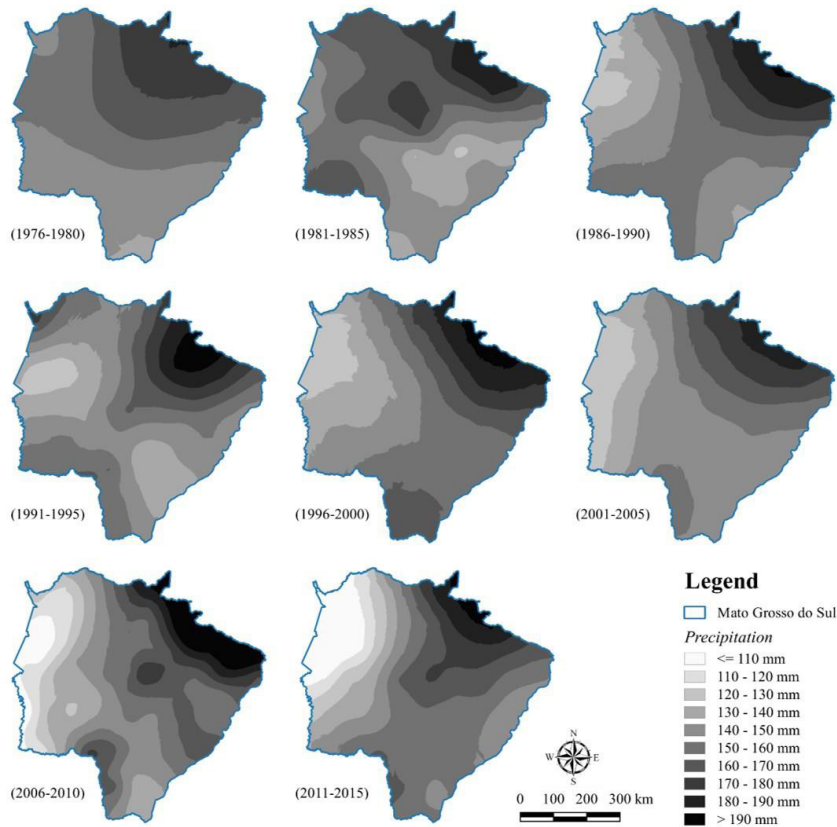 (1976-1980)
(1981-1985)
(1986-1990)
(1991-1995)
(1996-2000)
(2001-2005)
(2006-2010)
(2011-2015)
Legend
Mato Grosso do Sul
Precipitation
<= 110 mm
110 - 120 mm
120 - 130 mm
130 - 140 mm
140 - 150 mm
150 - 160 mm
160 - 170 mm
170 - 180 mm
180 - 190 mm
> 190 mm
N
W E
S
0 100 200 300 km